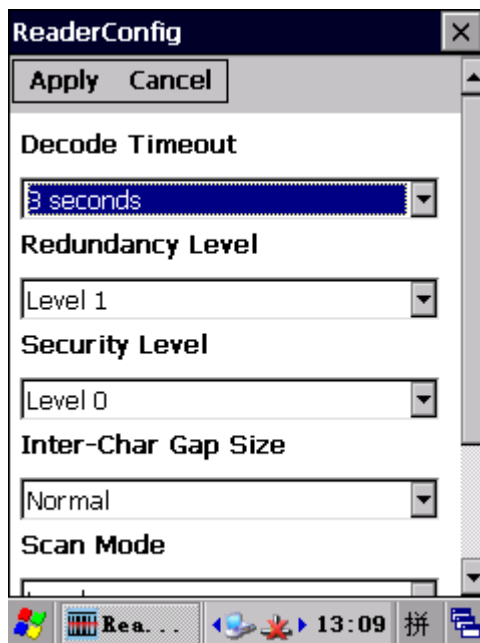 ReaderConfig
Apply Cancel
Decode Timeout
3 seconds
Redundancy Level
Level 1
Security Level
Level 0
Inter-Char Gap Size
Normal
Scan Mode
Rea... 13:09 拼